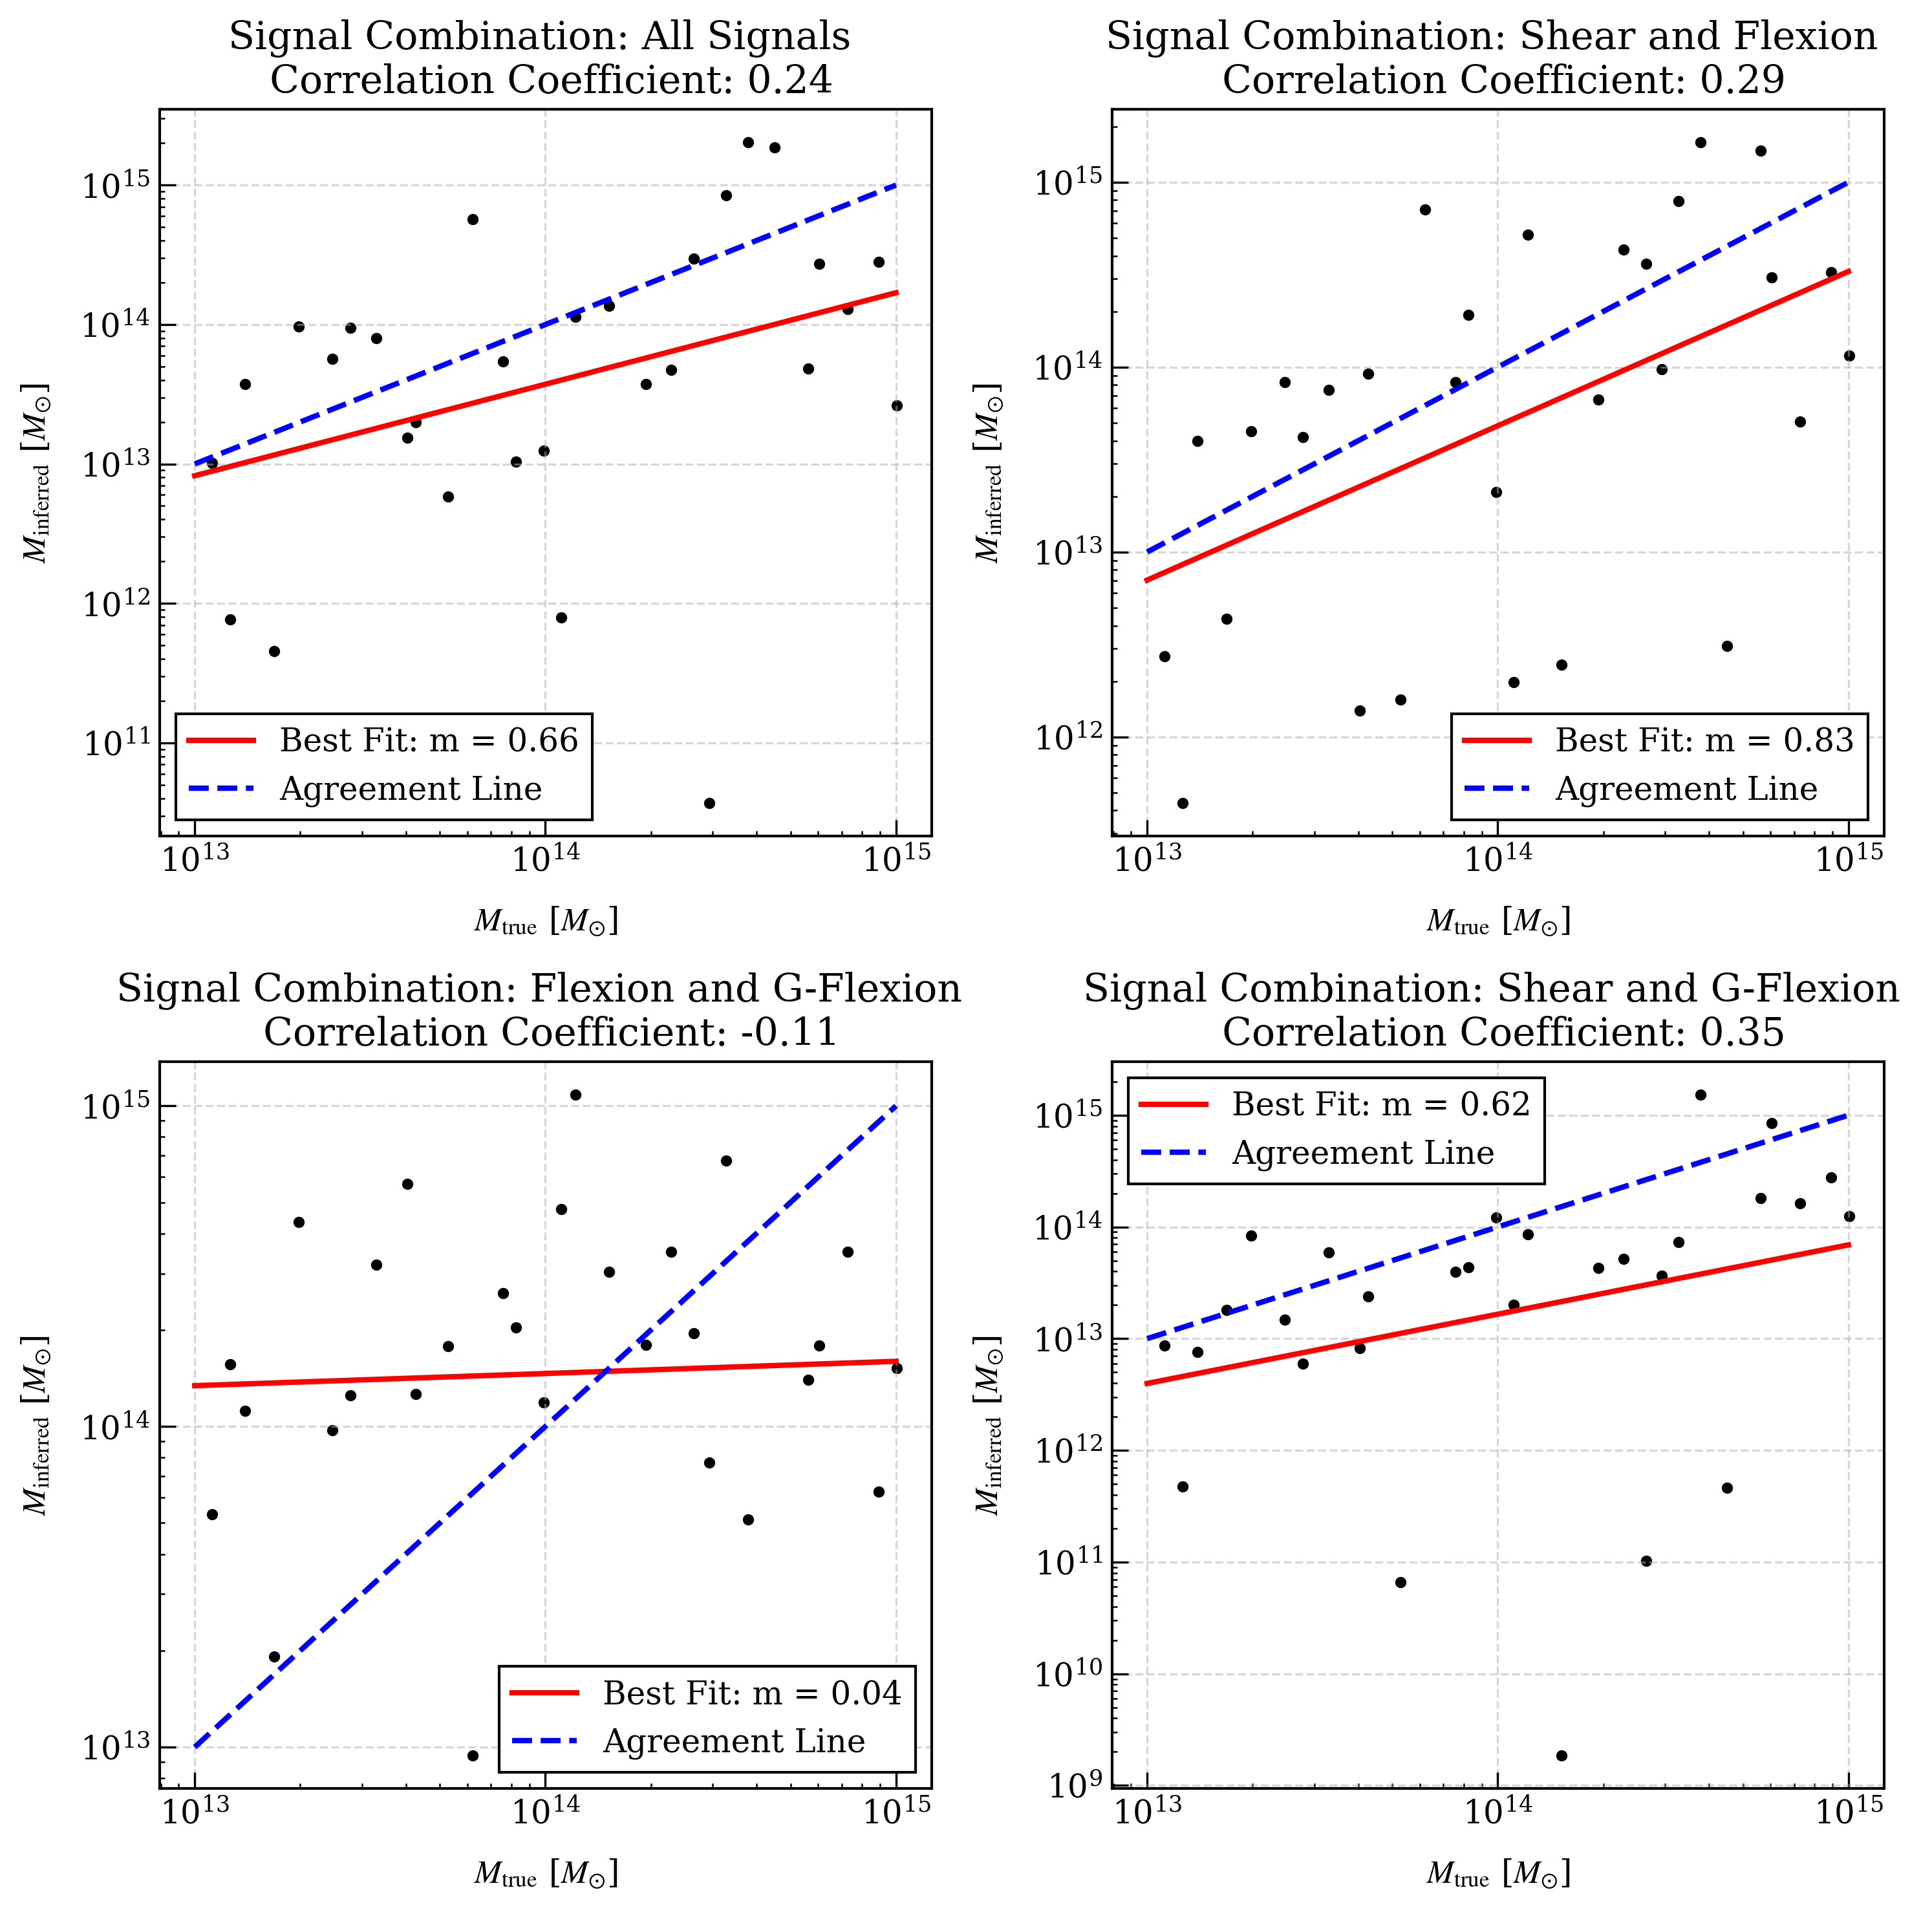 Signal Combination: All Signals
Correlation Coefficient: 0.24
10^15
10^14
10^13
10^12
10^11
M_inferred [M_⊙]
Best Fit: m = 0.66
Agreement Line
10^13 10^14 10^15
M_true [M_⊙]
Signal Combination: Shear and Flexion
Correlation Coefficient: 0.29
10^15
10^14
10^13
10^12
M_inferred [M_⊙]
Best Fit: m = 0.83
Agreement Line
10^13 10^14 10^15
M_true [M_⊙]
Signal Combination: Flexion and G-Flexion
Correlation Coefficient: -0.11
10^15
10^14
10^13
M_inferred [M_⊙]
Best Fit: m = 0.04
Agreement Line
10^13 10^14 10^15
M_true [M_⊙]
Signal Combination: Shear and G-Flexion
Correlation Coefficient: 0.35
Best Fit: m = 0.62
Agreement Line
10^15
10^14
10^13
10^12
10^11
10^10
10^9
M_inferred [M_⊙]
10^13 10^14 10^15
M_true [M_⊙]